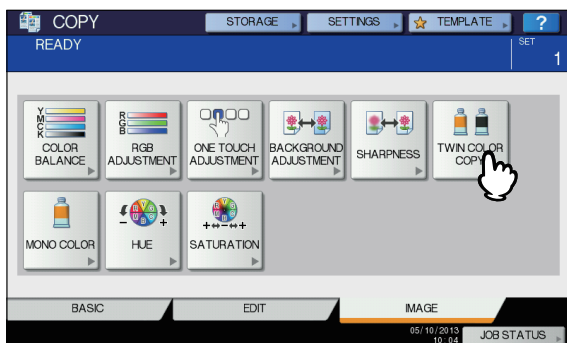 COPY
STORAGE
SETTINGS
TEMPLATE
?
READY
SET
1
Y
M
C
K
COLOR
BALANCE
R
G
B
RGB
ADJUSTMENT
ONE TOUCH
ADJUSTMENT
BACKGROUND
ADJUSTMENT
SHARPNESS
TWIN COLOR
COPY
MONO COLOR
- +
HUE
+↔-↔+
SATURATION
BASIC
EDIT
IMAGE
05/10/2013
10:04
JOB STATUS